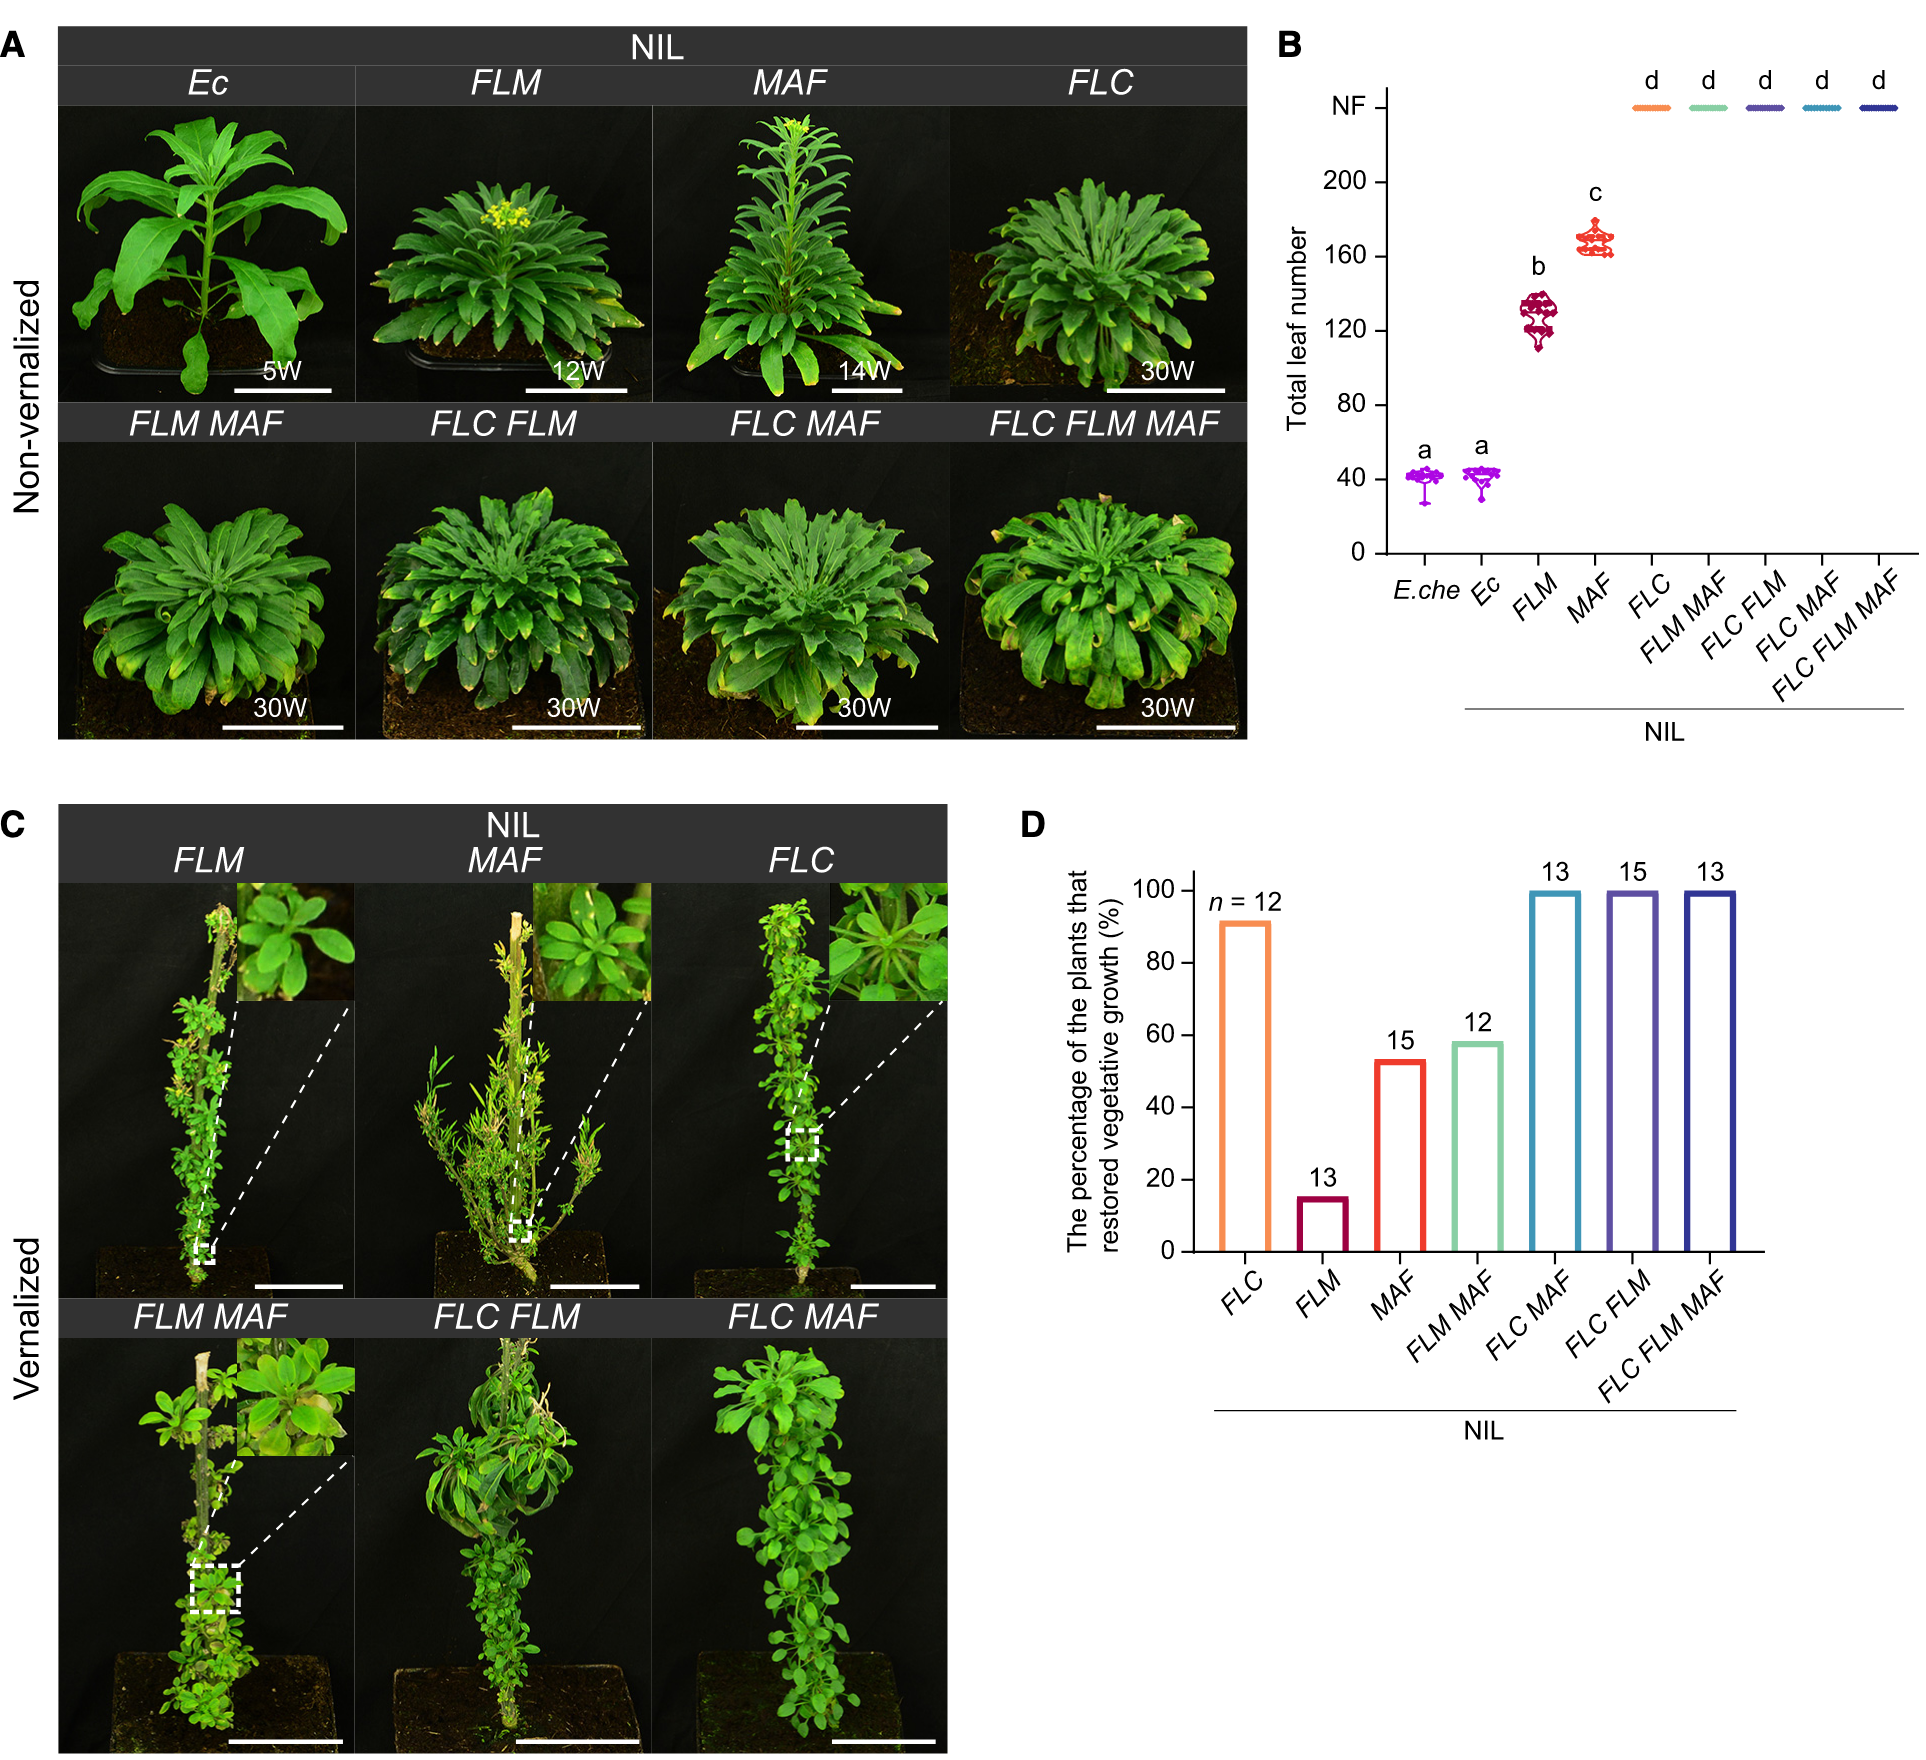 A
NIL
Ec
FLM
MAF
FLC
Non-vernalized
5W
12W
14W
30W
FLM MAF
FLC FLM
FLC MAF
FLC FLM MAF
30W
30W
30W
30W
B
Total leaf number
NF
200
160
120
80
40
0
a
a
b
c
d
d
d
d
d
E.che
Ec
FLM
MAF
FLC
FLM MAF
FLC FLM
FLC MAF
FLC FLM MAF
NIL
C
NIL
FLM
MAF
FLC
Vernalized
FLM MAF
FLC FLM
FLC MAF
D
The percentage of the plants that
restored vegetative growth (%)
100
80
60
40
20
0
n = 12
13
15
12
13
15
13
FLC
FLM
MAF
FLM MAF
FLC MAF
FLC FLM
FLC FLM MAF
NIL